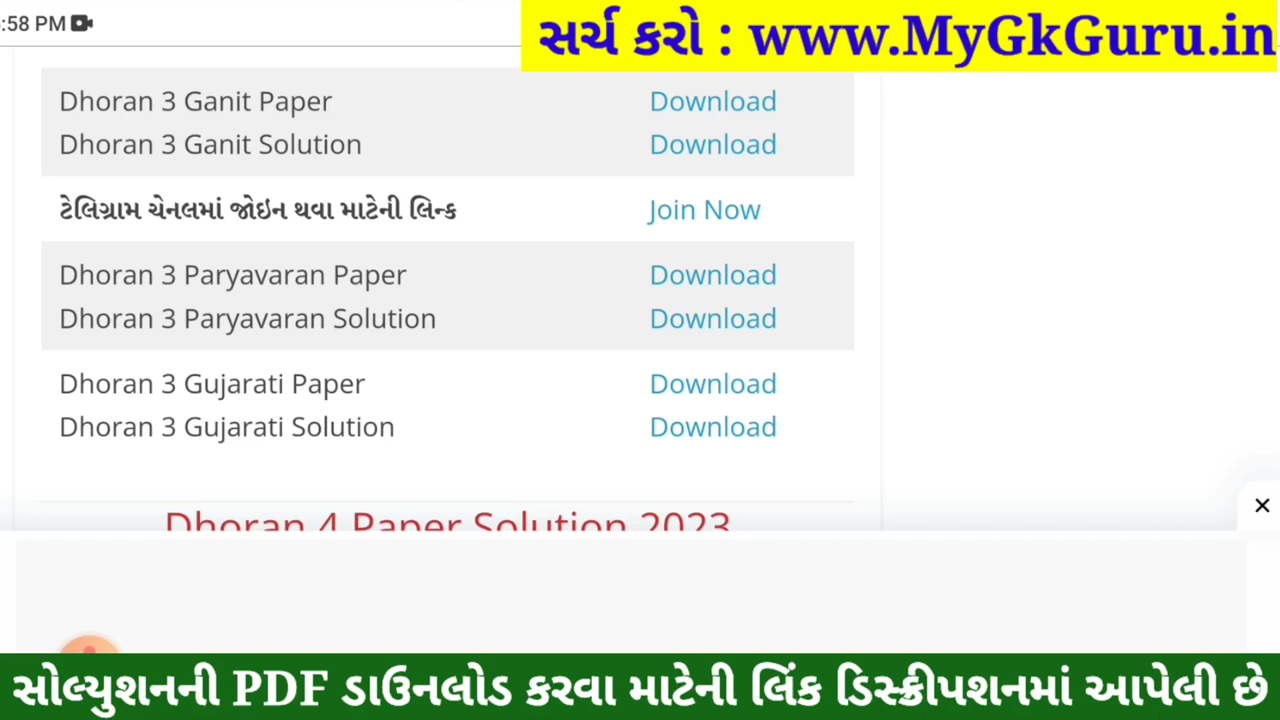 :58 PM
સર્ચ કરો : www.MyGkGuru.in
Dhoran 3 Ganit Paper Download
Dhoran 3 Ganit Solution Download
ટેલિગ્રામ ચેનલમાં જોઇન થવા માટેની લિન્ક Join Now
Dhoran 3 Paryavaran Paper Download
Dhoran 3 Paryavaran Solution Download
Dhoran 3 Gujarati Paper Download
Dhoran 3 Gujarati Solution Download
Dhoran 4 Paper Solution 2023
સોલ્યુશનની PDF ડાઉનલોડ કરવા માટેની લિંક ડિસ્ક્રીપશનમાં આપેલી છે